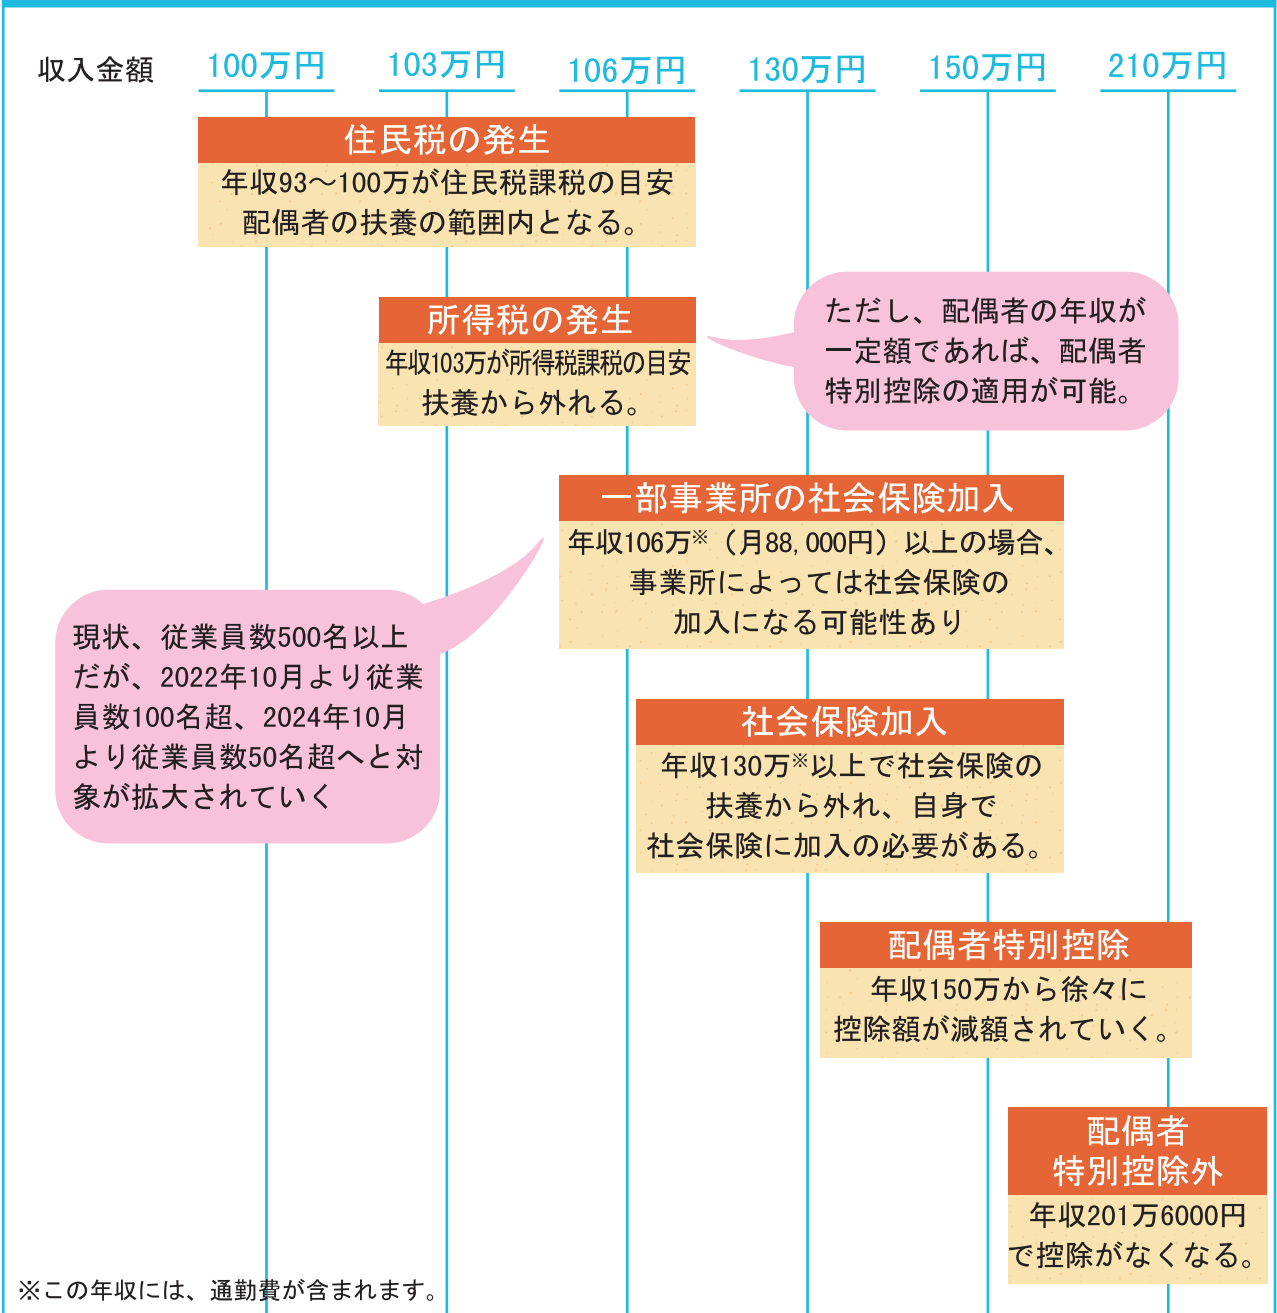 収入金額
100万円
103万円
106万円
130万円
150万円
210万円
住民税の発生
年収93〜100万が住民税課税の目安
配偶者の扶養の範囲内となる。
所得税の発生
年収103万が所得税課税の目安
扶養から外れる。
ただし、配偶者の年収が
一定額であれば、配偶者
特別控除の適用が可能。
一部事業所の社会保険加入
年収106万※（月88,000円）以上の場合、
事業所によっては社会保険の
加入になる可能性あり
現状、従業員数500名以上
だが、2022年10月より従業
員数100名超、2024年10月
より従業員数50名超へと対
象が拡大されていく
社会保険加入
年収130万※以上で社会保険の
扶養から外れ、自身で
社会保険に加入の必要がある。
配偶者特別控除
年収150万から徐々に
控除額が減額されていく。
配偶者
特別控除外
年収201万6000円
で控除がなくなる。
※この年収には、通勤費が含まれます。